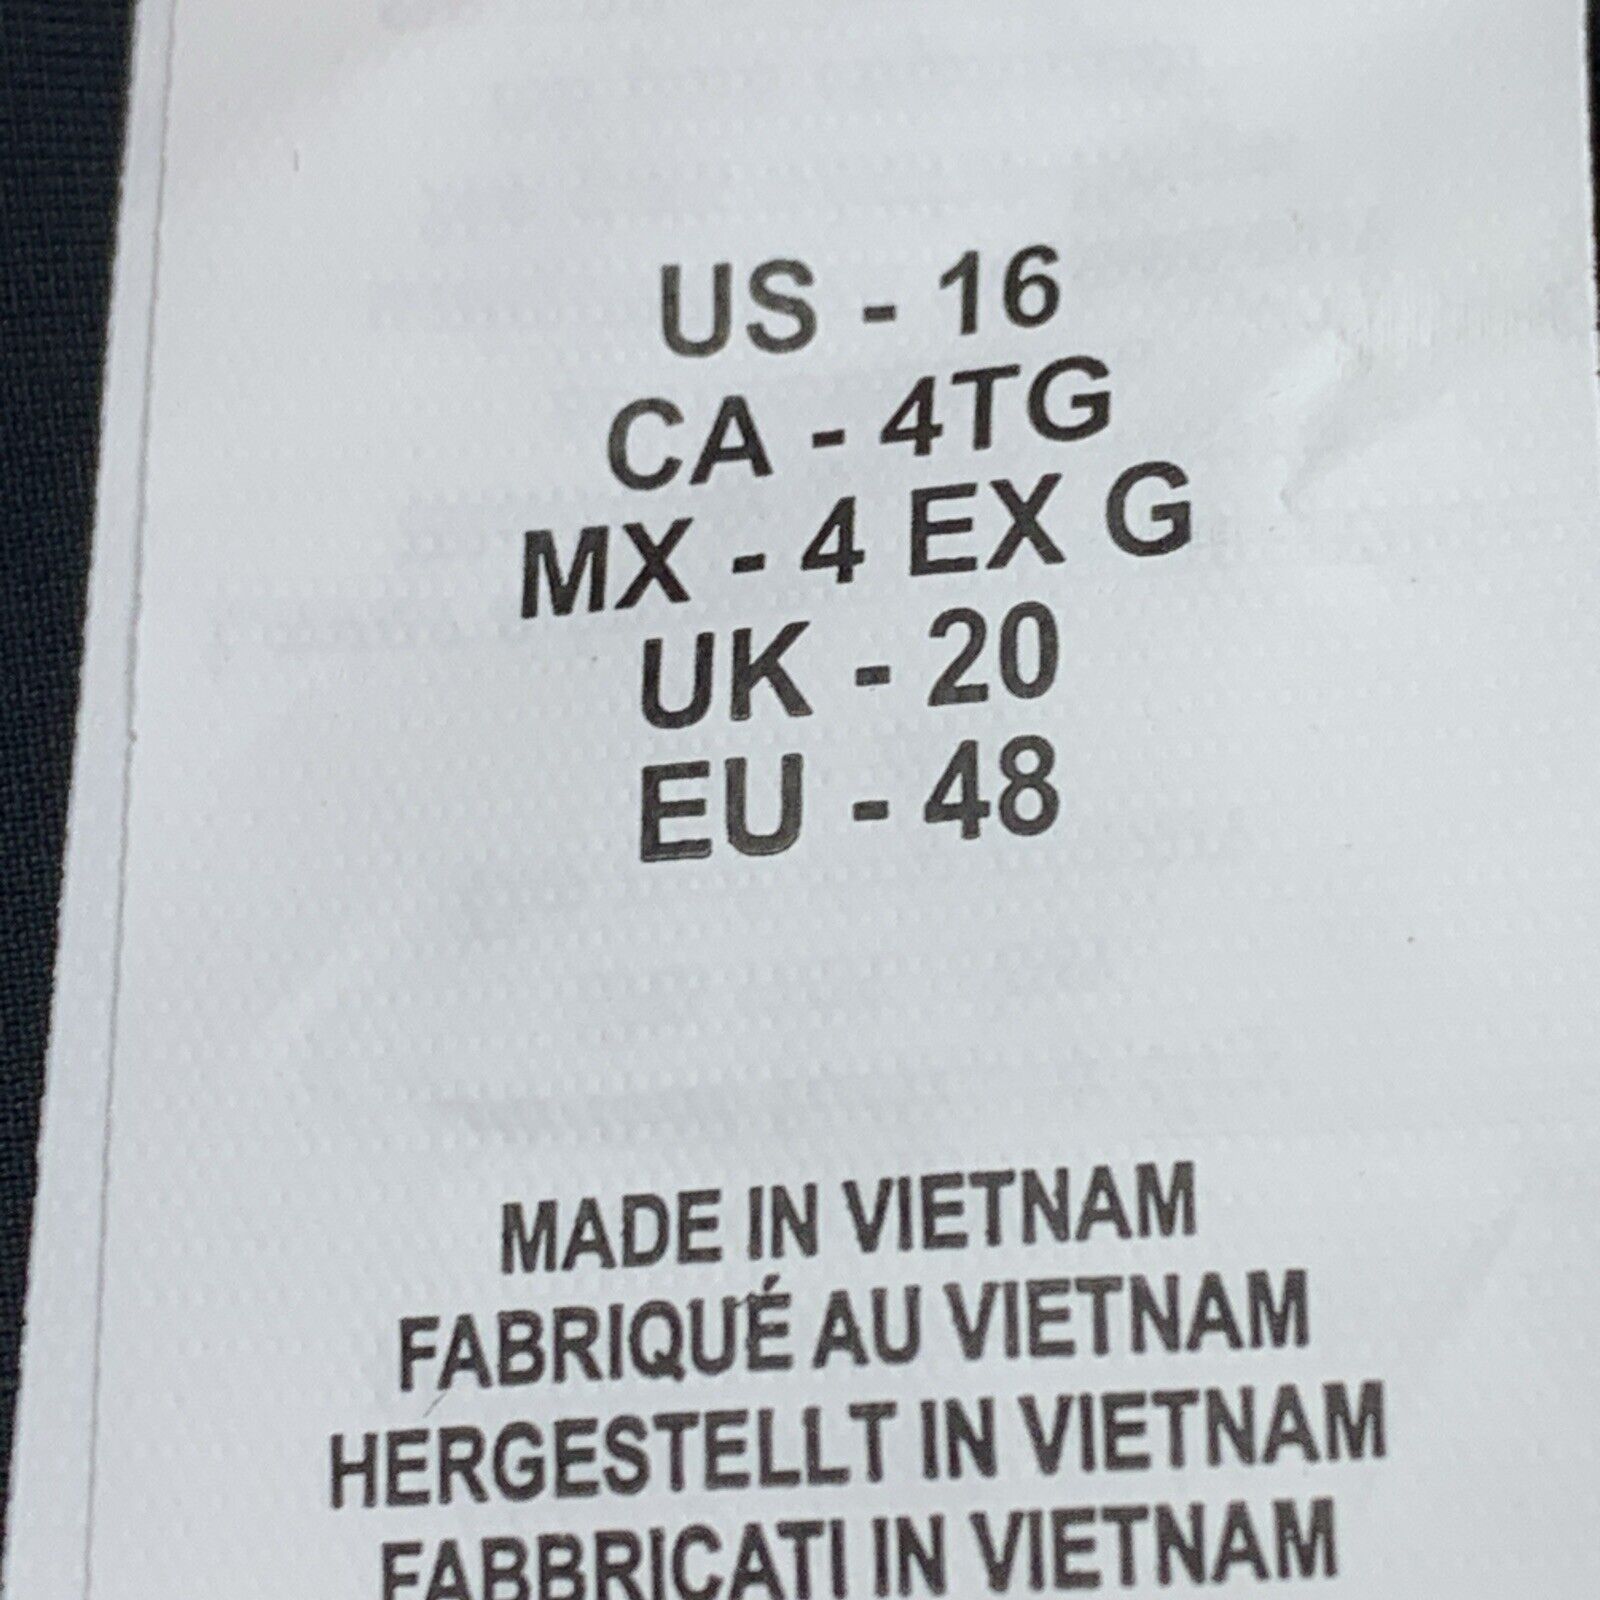 US - 16
CA - 4TG
MX - 4 EX G
UK - 20
EU - 48
MADE IN VIETNAM
FABRIQUÉ AU VIETNAM
HERGESTELLT IN VIETNAM
FABBRICATI IN VIETNAM